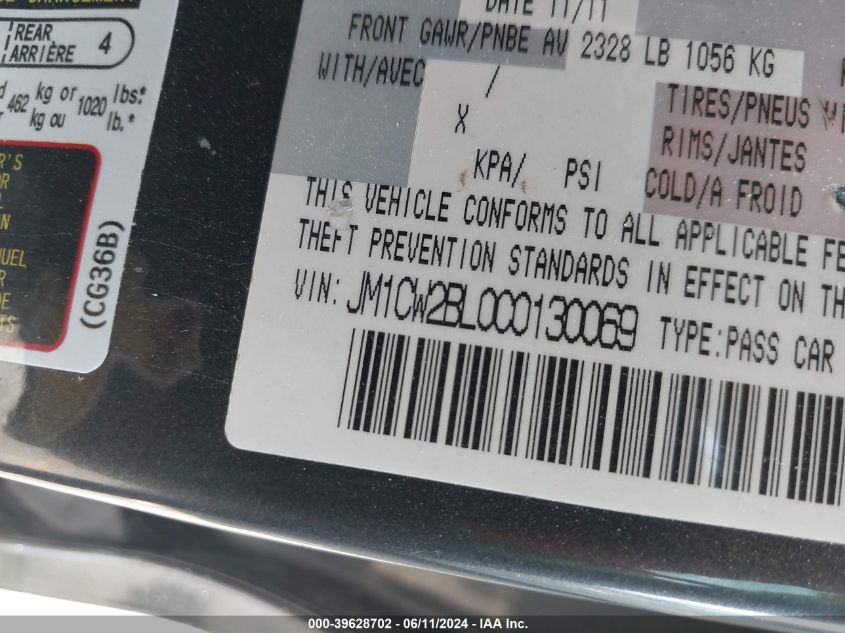 REAR
ARRIÈRE 4
462 kg or 1020 lbs.*
kg ou lb.*
(CG36B)
DATE 11/11
FRONT GAWR/PNBE AV 2328 LB 1056 KG
WITH/AVEC /
TIRES/PNEUS
X
RIMS/JANTES
KPA/ PSI COLD/A FROID
THIS VEHICLE CONFORMS TO ALL APPLICABLE FE
THEFT PREVENTION STANDARDS IN EFFECT ON TH
VIN: JM1CW2BL0C0130069 TYPE:PASS CAR
000-39628702 - 06/11/2024 - IAA Inc.